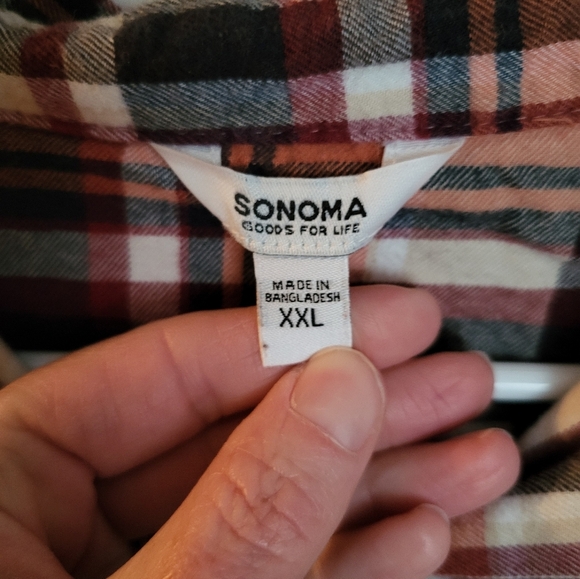 SONOMA
GOODS FOR LIFE
MADE IN
BANGLADESH
XXL